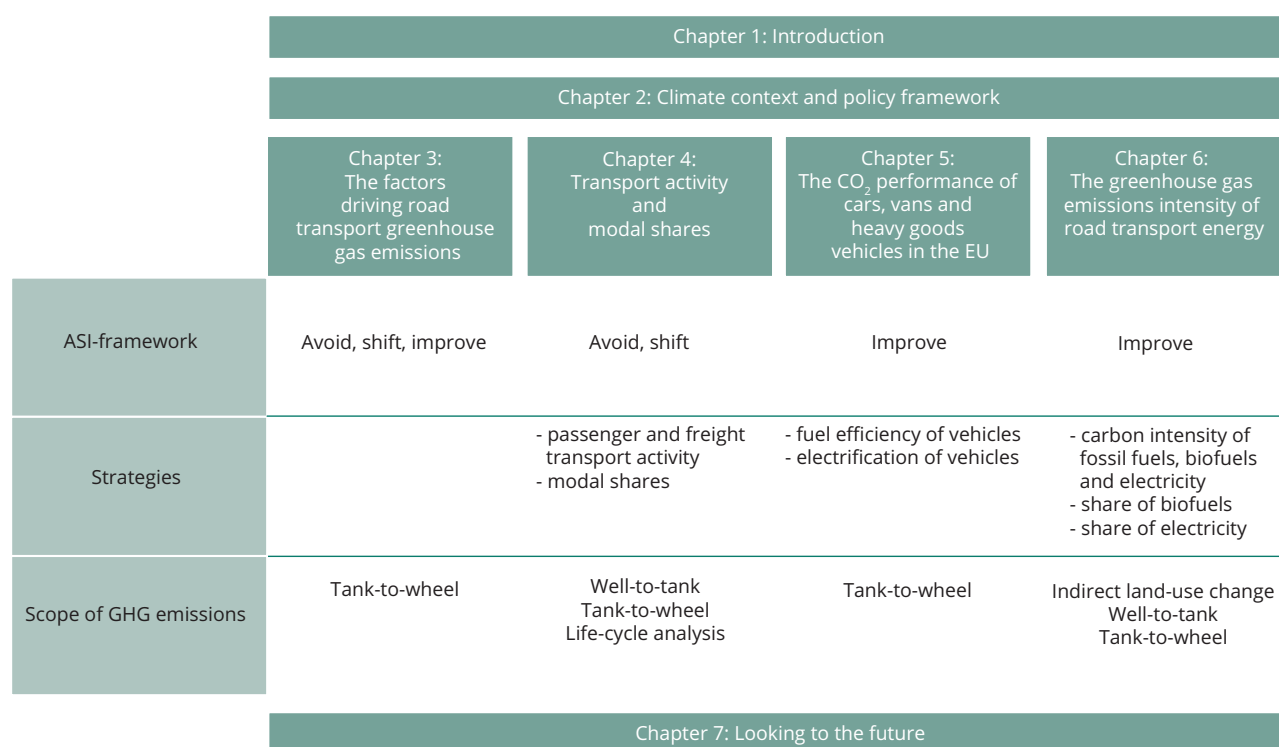 Chapter 1: Introduction
Chapter 2: Climate context and policy framework
Chapter 3:
The factors
driving road
transport greenhouse
gas emissions
Chapter 4:
Transport activity
and
modal shares
Chapter 5:
The CO₂ performance of
cars, vans and
heavy goods
vehicles in the EU
Chapter 6:
The greenhouse gas
emissions intensity of
road transport energy
ASI-framework
Avoid, shift, improve
Avoid, shift
Improve
Improve
Strategies
- passenger and freight
transport activity
- modal shares
- fuel efficiency of vehicles
- electrification of vehicles
- carbon intensity of
fossil fuels, biofuels
and electricity
- share of biofuels
- share of electricity
Scope of GHG emissions
Tank-to-wheel
Well-to-tank
Tank-to-wheel
Life-cycle analysis
Tank-to-wheel
Indirect land-use change
Well-to-tank
Tank-to-wheel
Chapter 7: Looking to the future